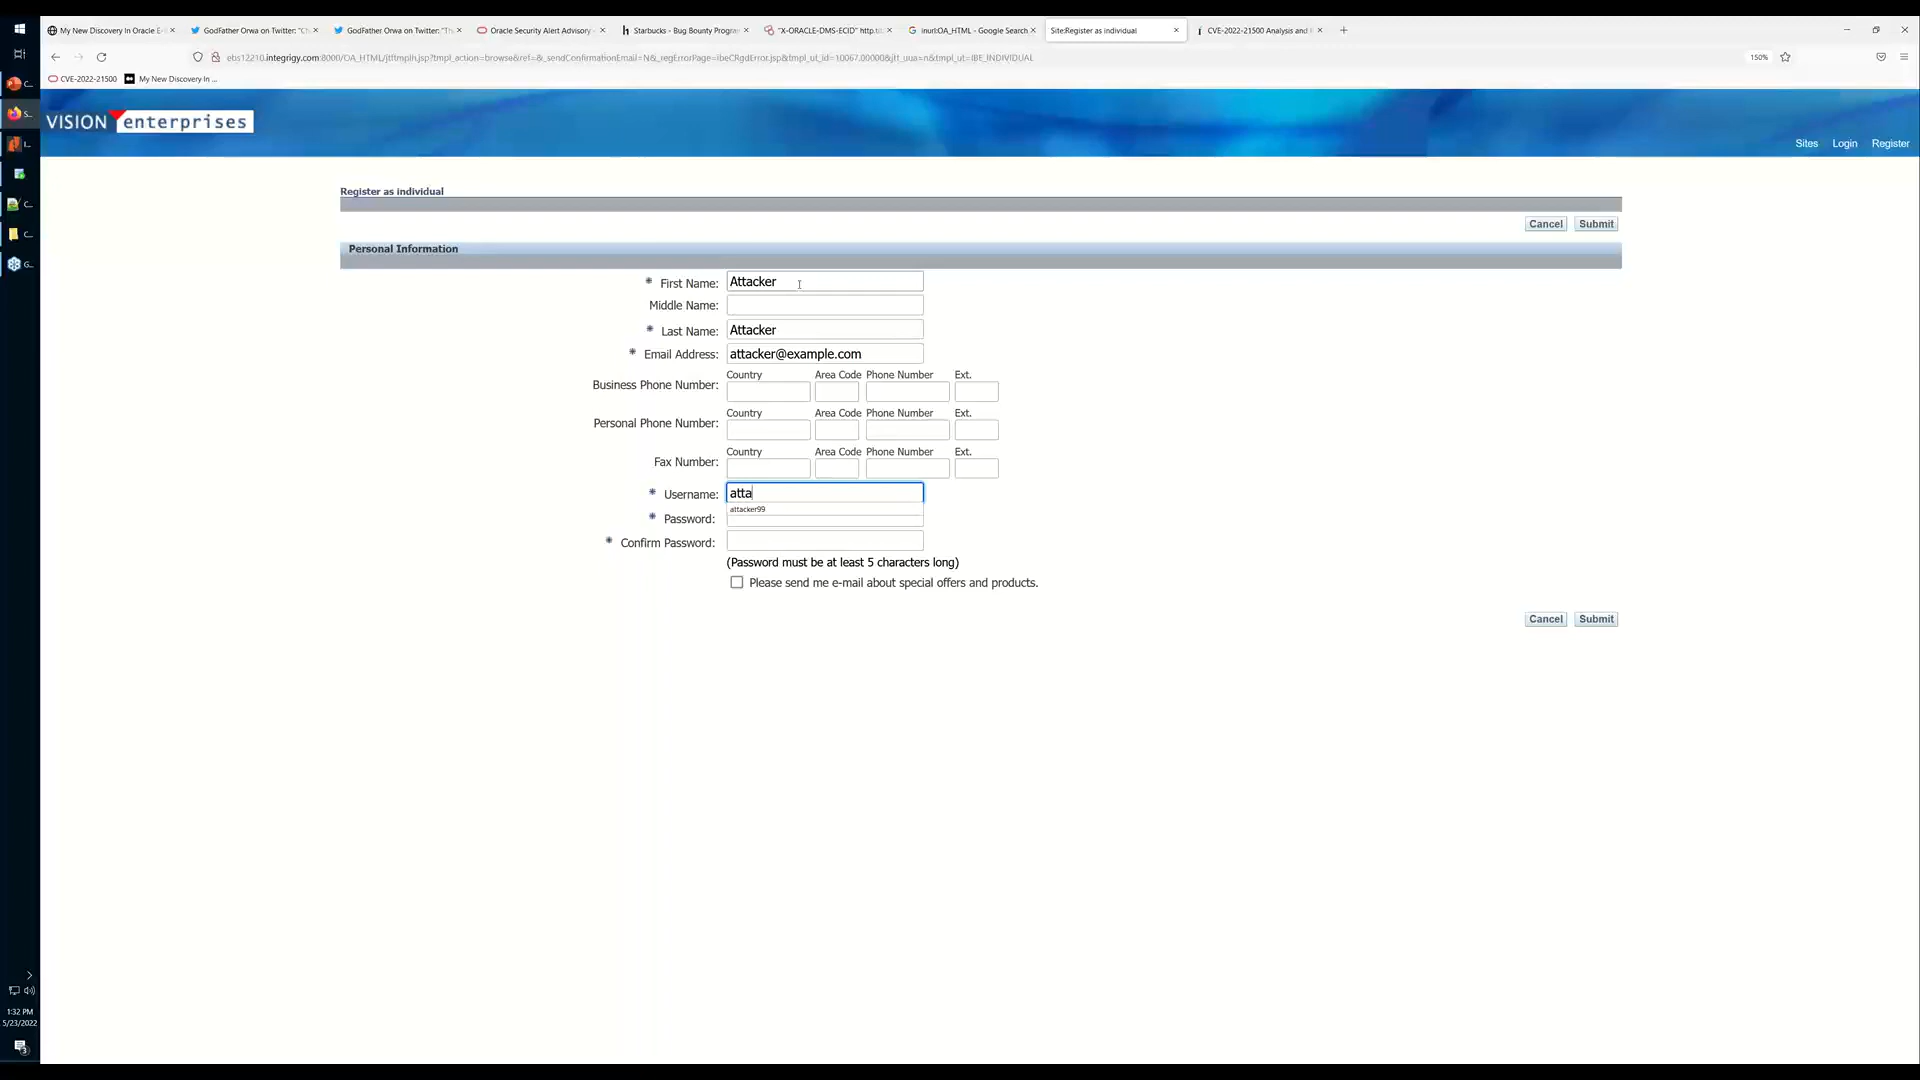 My New Discovery In Oracle E-
GodFather Orwa on Twitter: "C
GodFather Orwa on Twitter: "Th
Oracle Security Alert Advisory -
Starbucks - Bug Bounty Progra
"X-ORACLE-DMS-ECID" http.ti
inurl:OA_HTML - Google Search
Site:Register as individual
CVE-2022-21500 Analysis and
ebs12210.integrigy.com:8000/OA_HTML/jtftmplh.jsp?tmpl_action=browse&ref=&_sendConfirmationEmail=N&_regErrorPage=ibeCRgdError.jsp&tmpl_ut_id=10067.00000&jtt_uua=n&tmpl_ut=IBE_INDIVIDUAL
150%
CVE-2022-21500
My New Discovery In ...
VISION enterprises
Sites Login Register
Register as individual
Cancel Submit
Personal Information
* First Name: Attacker
Middle Name:
* Last Name: Attacker
* Email Address: attacker@example.com
Country Area Code Phone Number Ext.
Business Phone Number:
Country Area Code Phone Number Ext.
Personal Phone Number:
Country Area Code Phone Number Ext.
Fax Number:
* Username: atta
attacker99
* Password:
* Confirm Password:
(Password must be at least 5 characters long)
Please send me e-mail about special offers and products.
Cancel Submit
1:32 PM
5/23/2022
3